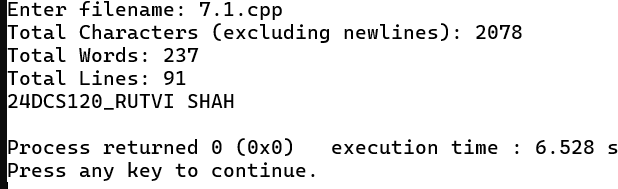 Enter filename: 7.1.cpp
Total Characters (excluding newlines): 2078
Total Words: 237
Total Lines: 91
24DCS120_RUTVI SHAH
Process returned 0 (0x0)   execution time : 6.528 s
Press any key to continue.